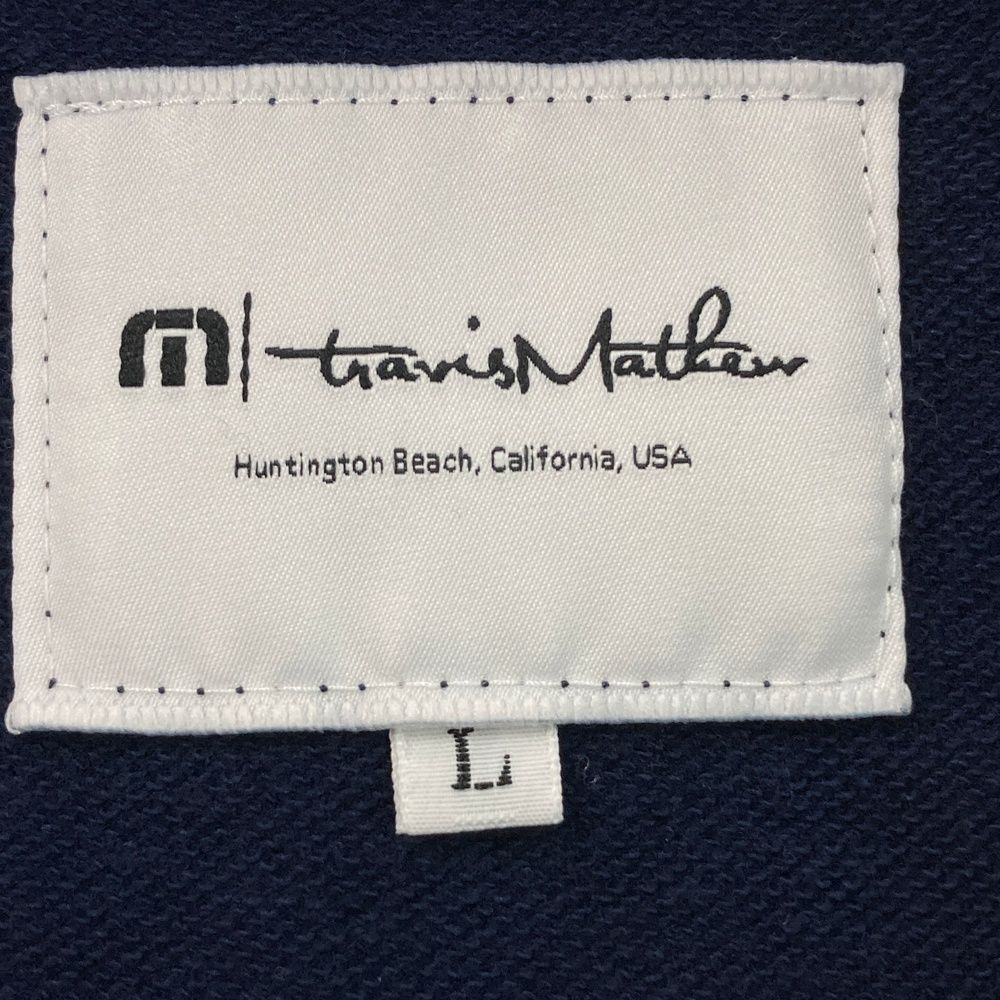 travisMathew
Huntington Beach, California, USA
L